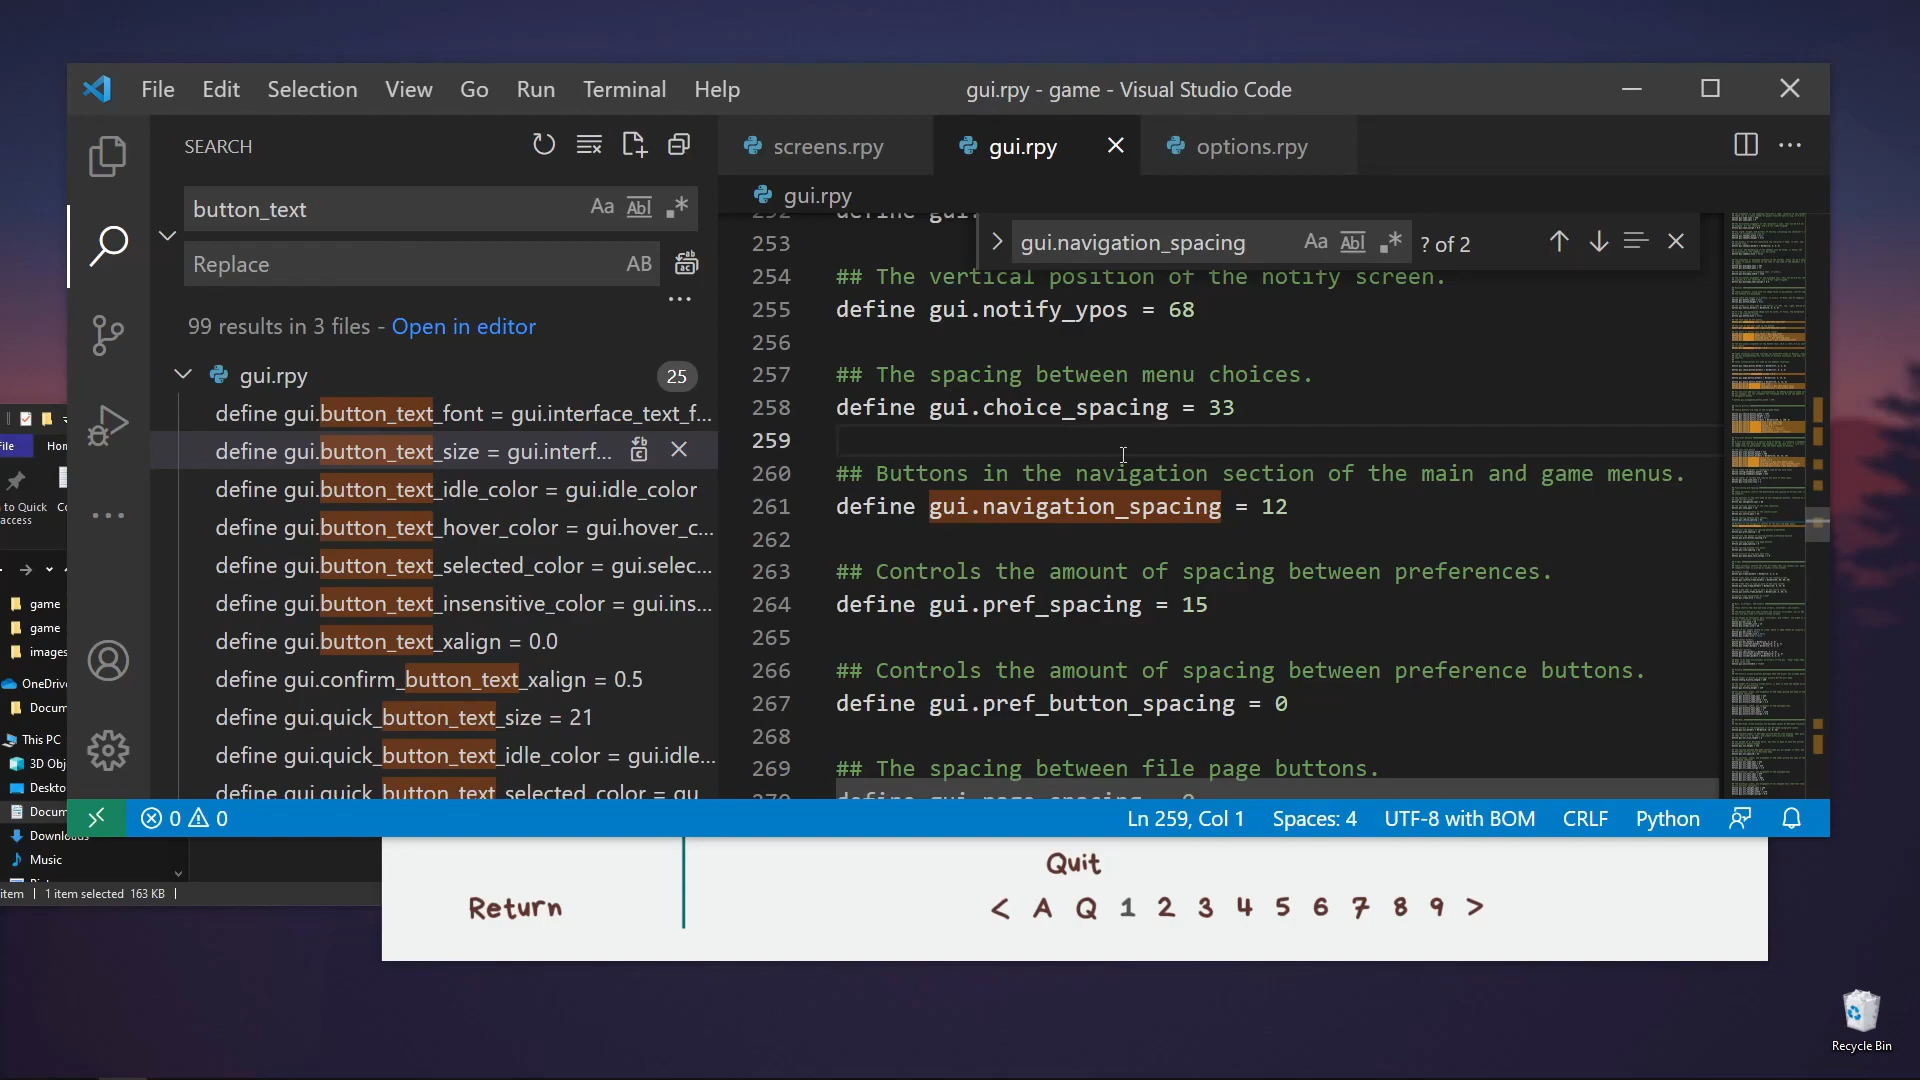 File Edit Selection View Go Run Terminal Help gui.rpy - game - Visual Studio Code
SEARCH
screens.rpy
gui.rpy
options.rpy
button_text
Aa Abl .*
Replace
AB
99 results in 3 files - Open in editor
gui.rpy
25
define gui.button_text_font = gui.interface_text_f...
define gui.button_text_size = gui.interf...
define gui.button_text_idle_color = gui.idle_color
define gui.button_text_hover_color = gui.hover_c...
define gui.button_text_selected_color = gui.selec...
define gui.button_text_insensitive_color = gui.ins...
define gui.button_text_xalign = 0.0
define gui.confirm_button_text_xalign = 0.5
define gui.quick_button_text_size = 21
define gui.quick_button_text_idle_color = gui.idle...
define gui.quick_button_text_selected_color = gu
gui.rpy
gui.navigation_spacing
Aa Abl .*
? of 2
252 define gui.
253
254 ## The vertical position of the notify screen.
255 define gui.notify_ypos = 68
256
257 ## The spacing between menu choices.
258 define gui.choice_spacing = 33
259
260 ## Buttons in the navigation section of the main and game menus.
261 define gui.navigation_spacing = 12
262
263 ## Controls the amount of spacing between preferences.
264 define gui.pref_spacing = 15
265
266 ## Controls the amount of spacing between preference buttons.
267 define gui.pref_button_spacing = 0
268
269 ## The spacing between file page buttons.
270 define gui.page_spacing = 0
0 0
Ln 259, Col 1 Spaces: 4 UTF-8 with BOM CRLF Python
File
Hom
to Quick
access
game
game
images
OneDrive
Docum
This PC
3D Obj
Deskto
Docum
Downloads
Music
item 1 item selected 163 KB
Quit
Return
< A Q 1 2 3 4 5 6 7 8 9 >
Recycle Bin